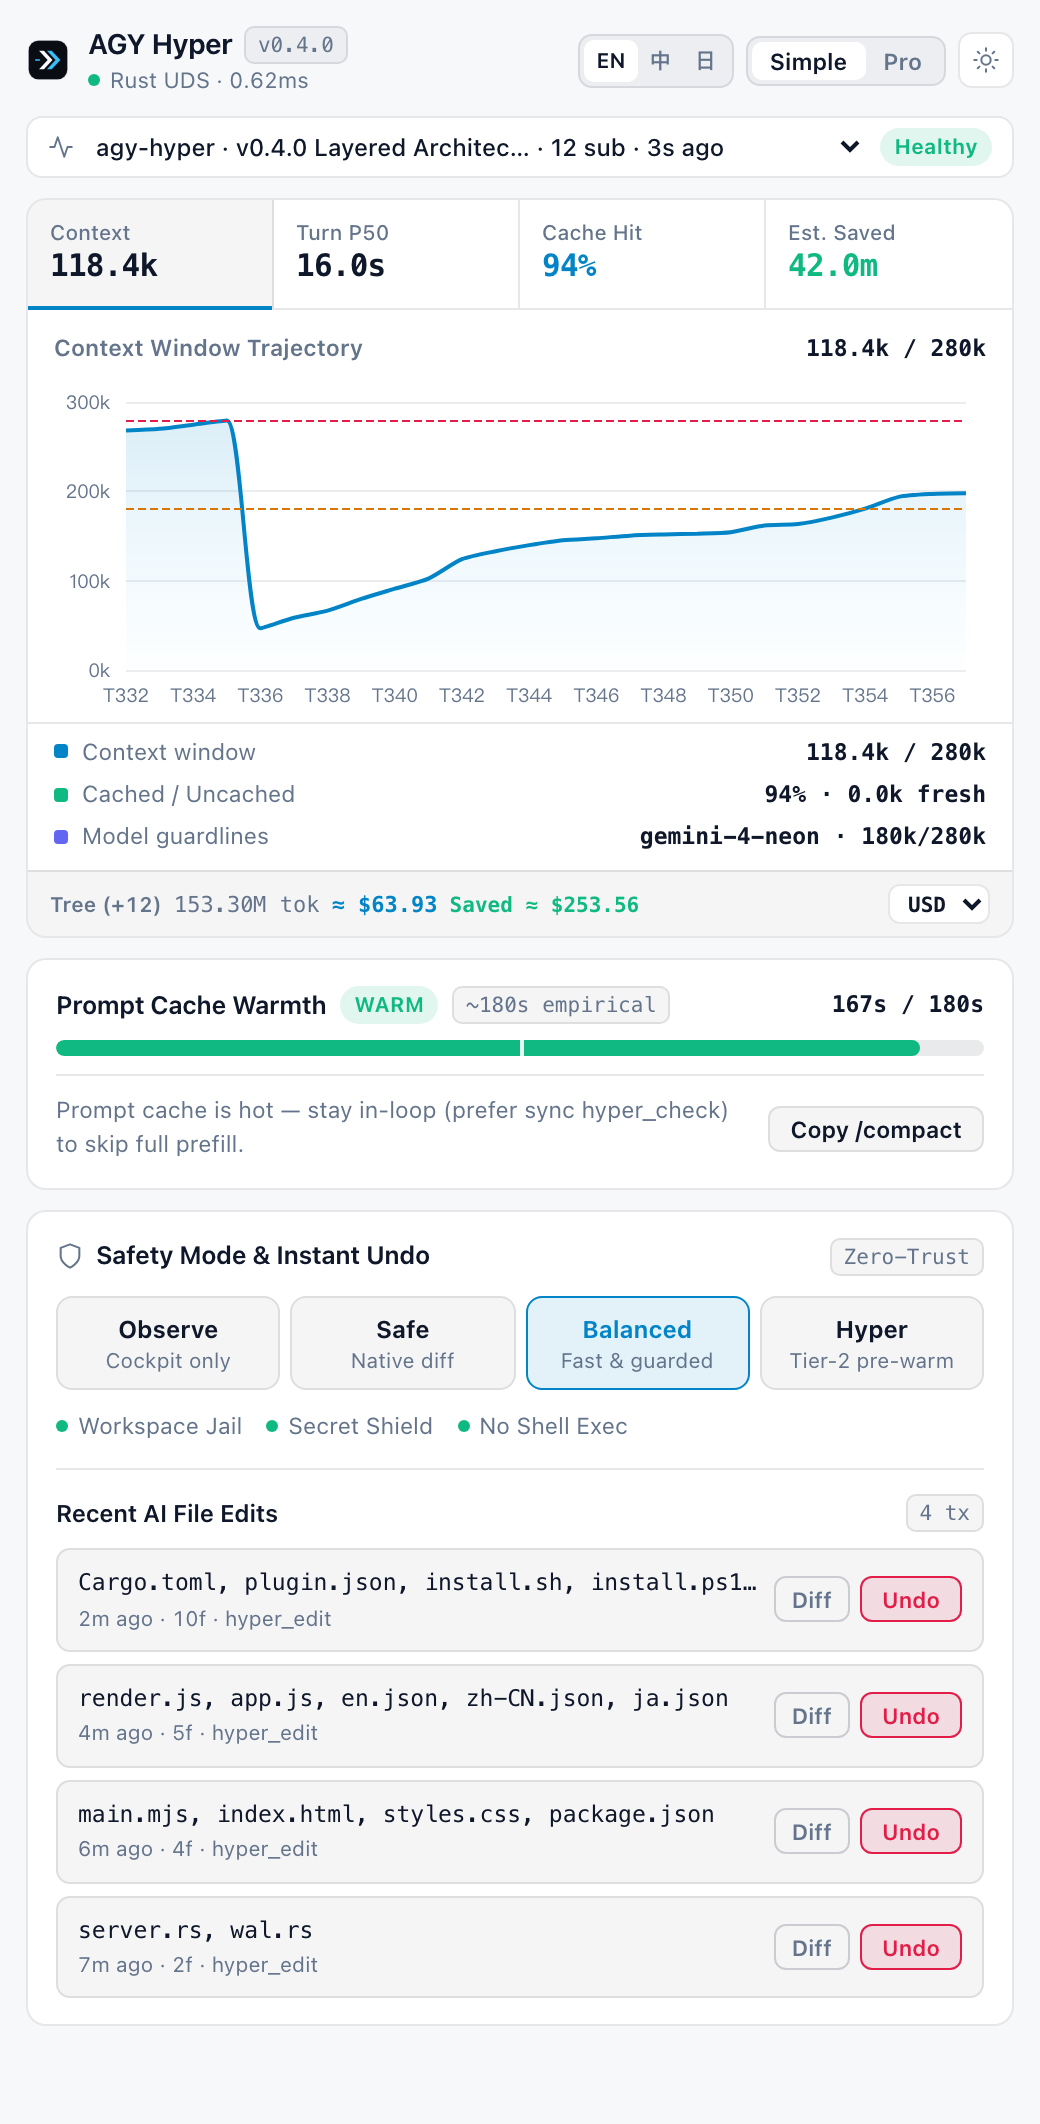 AGY Hyper v0.4.0
Rust UDS · 0.62ms
EN 中 日
Simple Pro
agy-hyper · v0.4.0 Layered Architec... · 12 sub · 3s ago
Healthy
Context
118.4k
Turn P50
16.0s
Cache Hit
94%
Est. Saved
42.0m
Context Window Trajectory 118.4k / 280k
300k
200k
100k
0k
T332 T334 T336 T338 T340 T342 T344 T346 T348 T350 T352 T354 T356
Context window 118.4k / 280k
Cached / Uncached 94% · 0.0k fresh
Model guardlines gemini-4-neon · 180k/280k
Tree (+12) 153.30M tok ≈ $63.93 Saved ≈ $253.56 USD
Prompt Cache Warmth WARM ~180s empirical 167s / 180s
Prompt cache is hot — stay in-loop (prefer sync hyper_check)
to skip full prefill.
Copy /compact
Safety Mode & Instant Undo Zero-Trust
Observe
Cockpit only
Safe
Native diff
Balanced
Fast & guarded
Hyper
Tier-2 pre-warm
Workspace Jail Secret Shield No Shell Exec
Recent AI File Edits 4 tx
Cargo.toml, plugin.json, install.sh, install.ps1…
2m ago · 10f · hyper_edit
Diff Undo
render.js, app.js, en.json, zh-CN.json, ja.json
4m ago · 5f · hyper_edit
Diff Undo
main.mjs, index.html, styles.css, package.json
6m ago · 4f · hyper_edit
Diff Undo
server.rs, wal.rs
7m ago · 2f · hyper_edit
Diff Undo